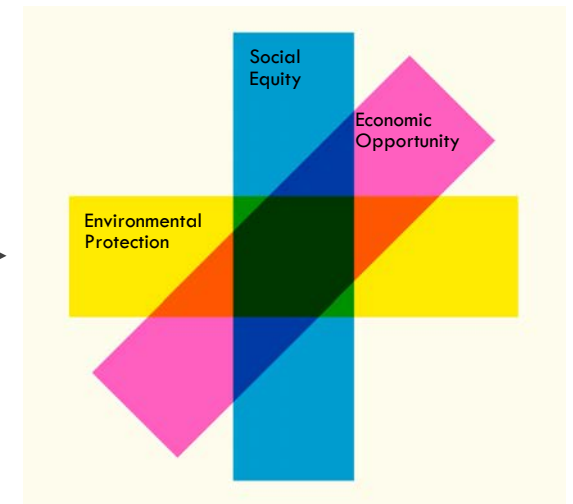 Social
Equity
Economic
Opportunity
Environmental
Protection